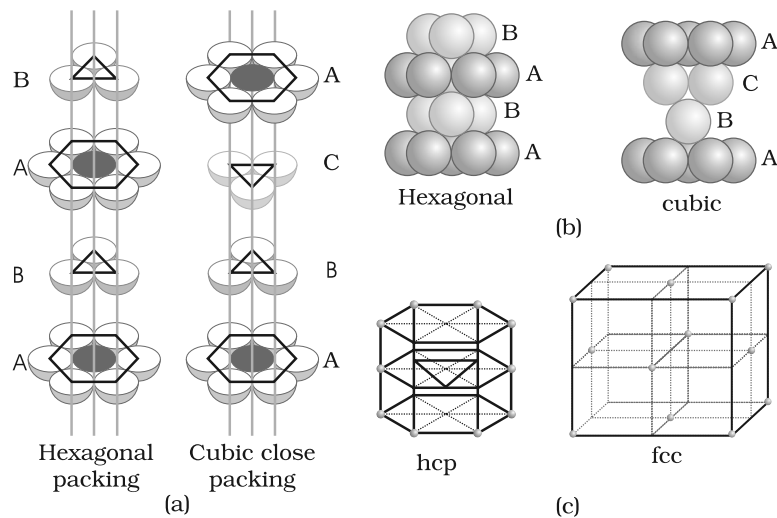 B
A
B
A
A
C
B
A
Hexagonal
packing
Cubic close
packing
(a)
B
A
B
A
Hexagonal
A
C
B
A
cubic
(b)
hcp
fcc
(c)